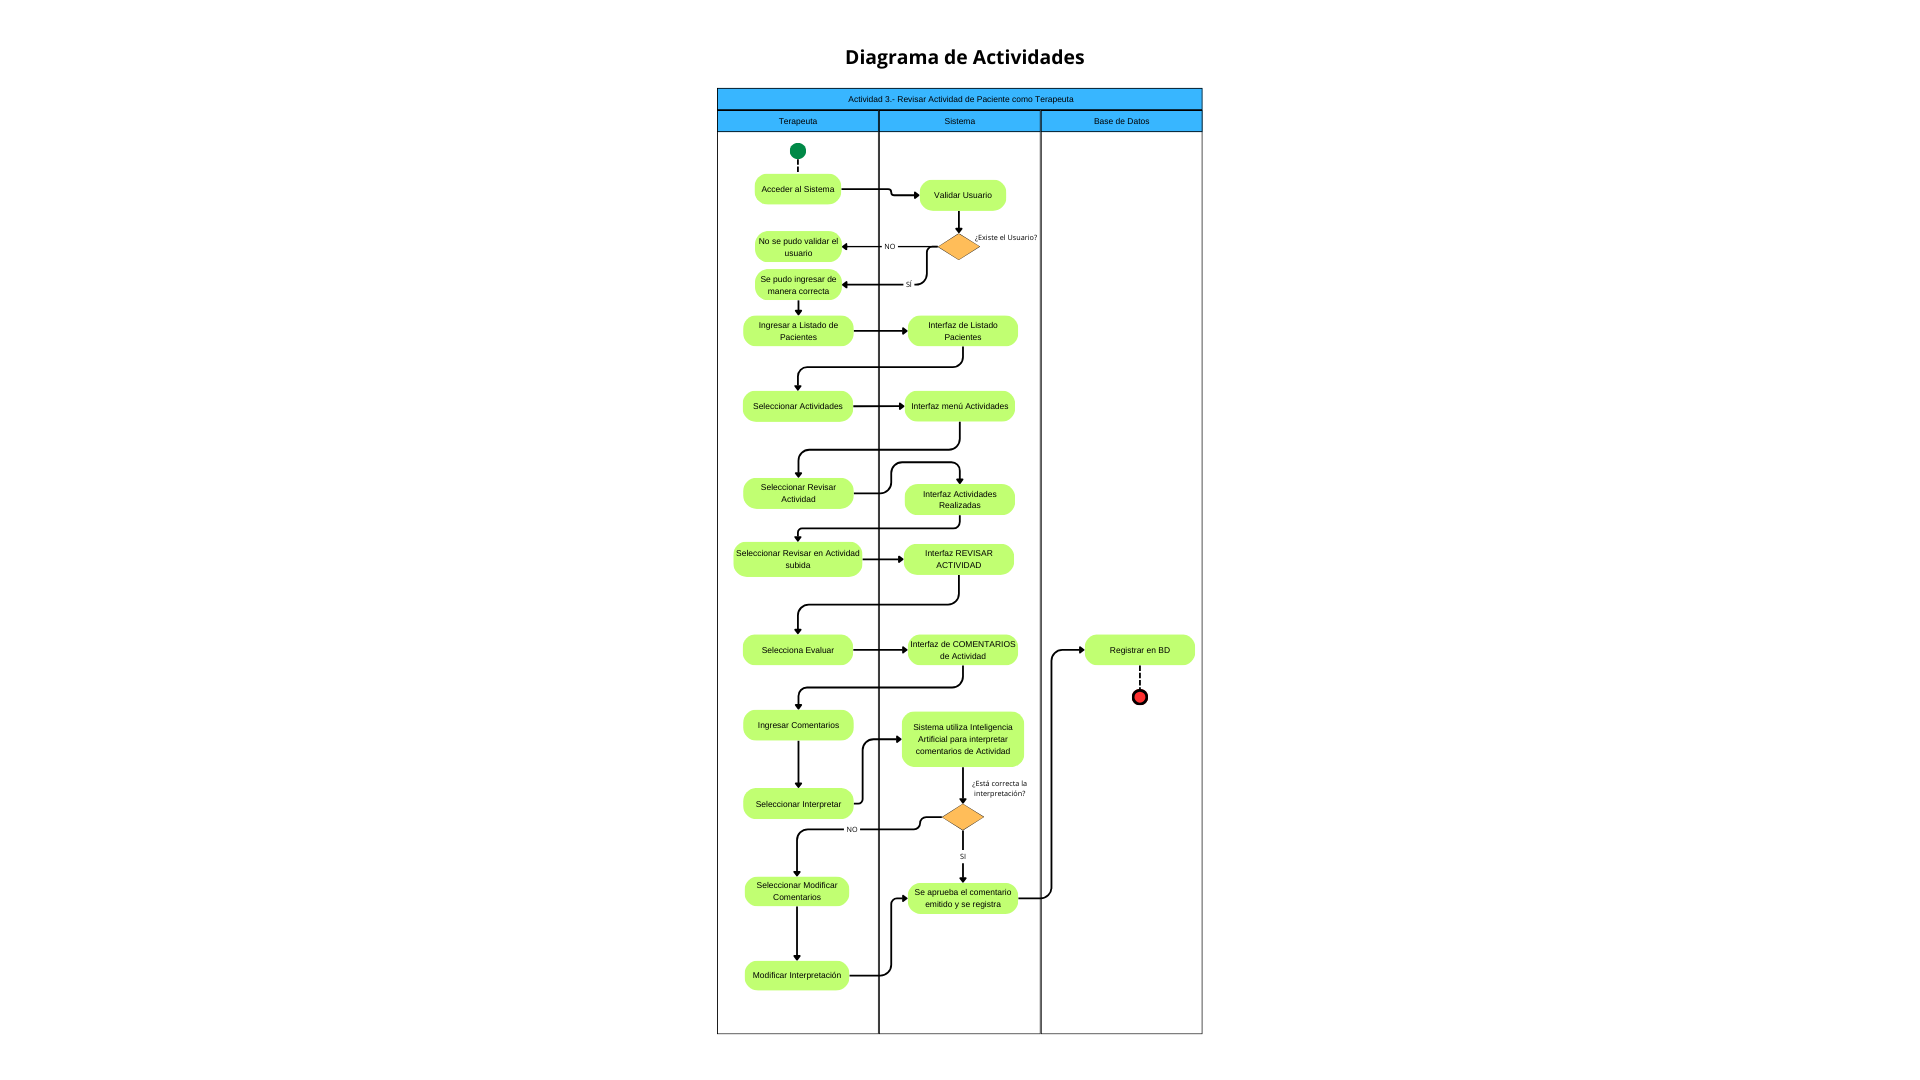 Diagrama de Actividades
Actividad 3.- Revisar Actividad de Paciente como Terapeuta
Terapeuta
Sistema
Base de Datos
Acceder al Sistema
Validar Usuario
¿Existe el Usuario?
No se pudo validar el
usuario
NO
Se pudo ingresar de
manera correcta
SÍ
Ingresar a Listado de
Pacientes
Interfaz de Listado
Pacientes
Seleccionar Actividades
Interfaz menú Actividades
Seleccionar Revisar
Actividad
Interfaz Actividades
Realizadas
Seleccionar Revisar en Actividad
subida
Interfaz REVISAR
ACTIVIDAD
Selecciona Evaluar
Interfaz de COMENTARIOS
de Actividad
Registrar en BD
Ingresar Comentarios
Sistema utiliza Inteligencia
Artificial para interpretar
comentarios de Actividad
¿Está correcta la
interpretación?
Seleccionar Interpretar
NO
SI
Seleccionar Modificar
Comentarios
Se aprueba el comentario
emitido y se registra
Modificar Interpretación